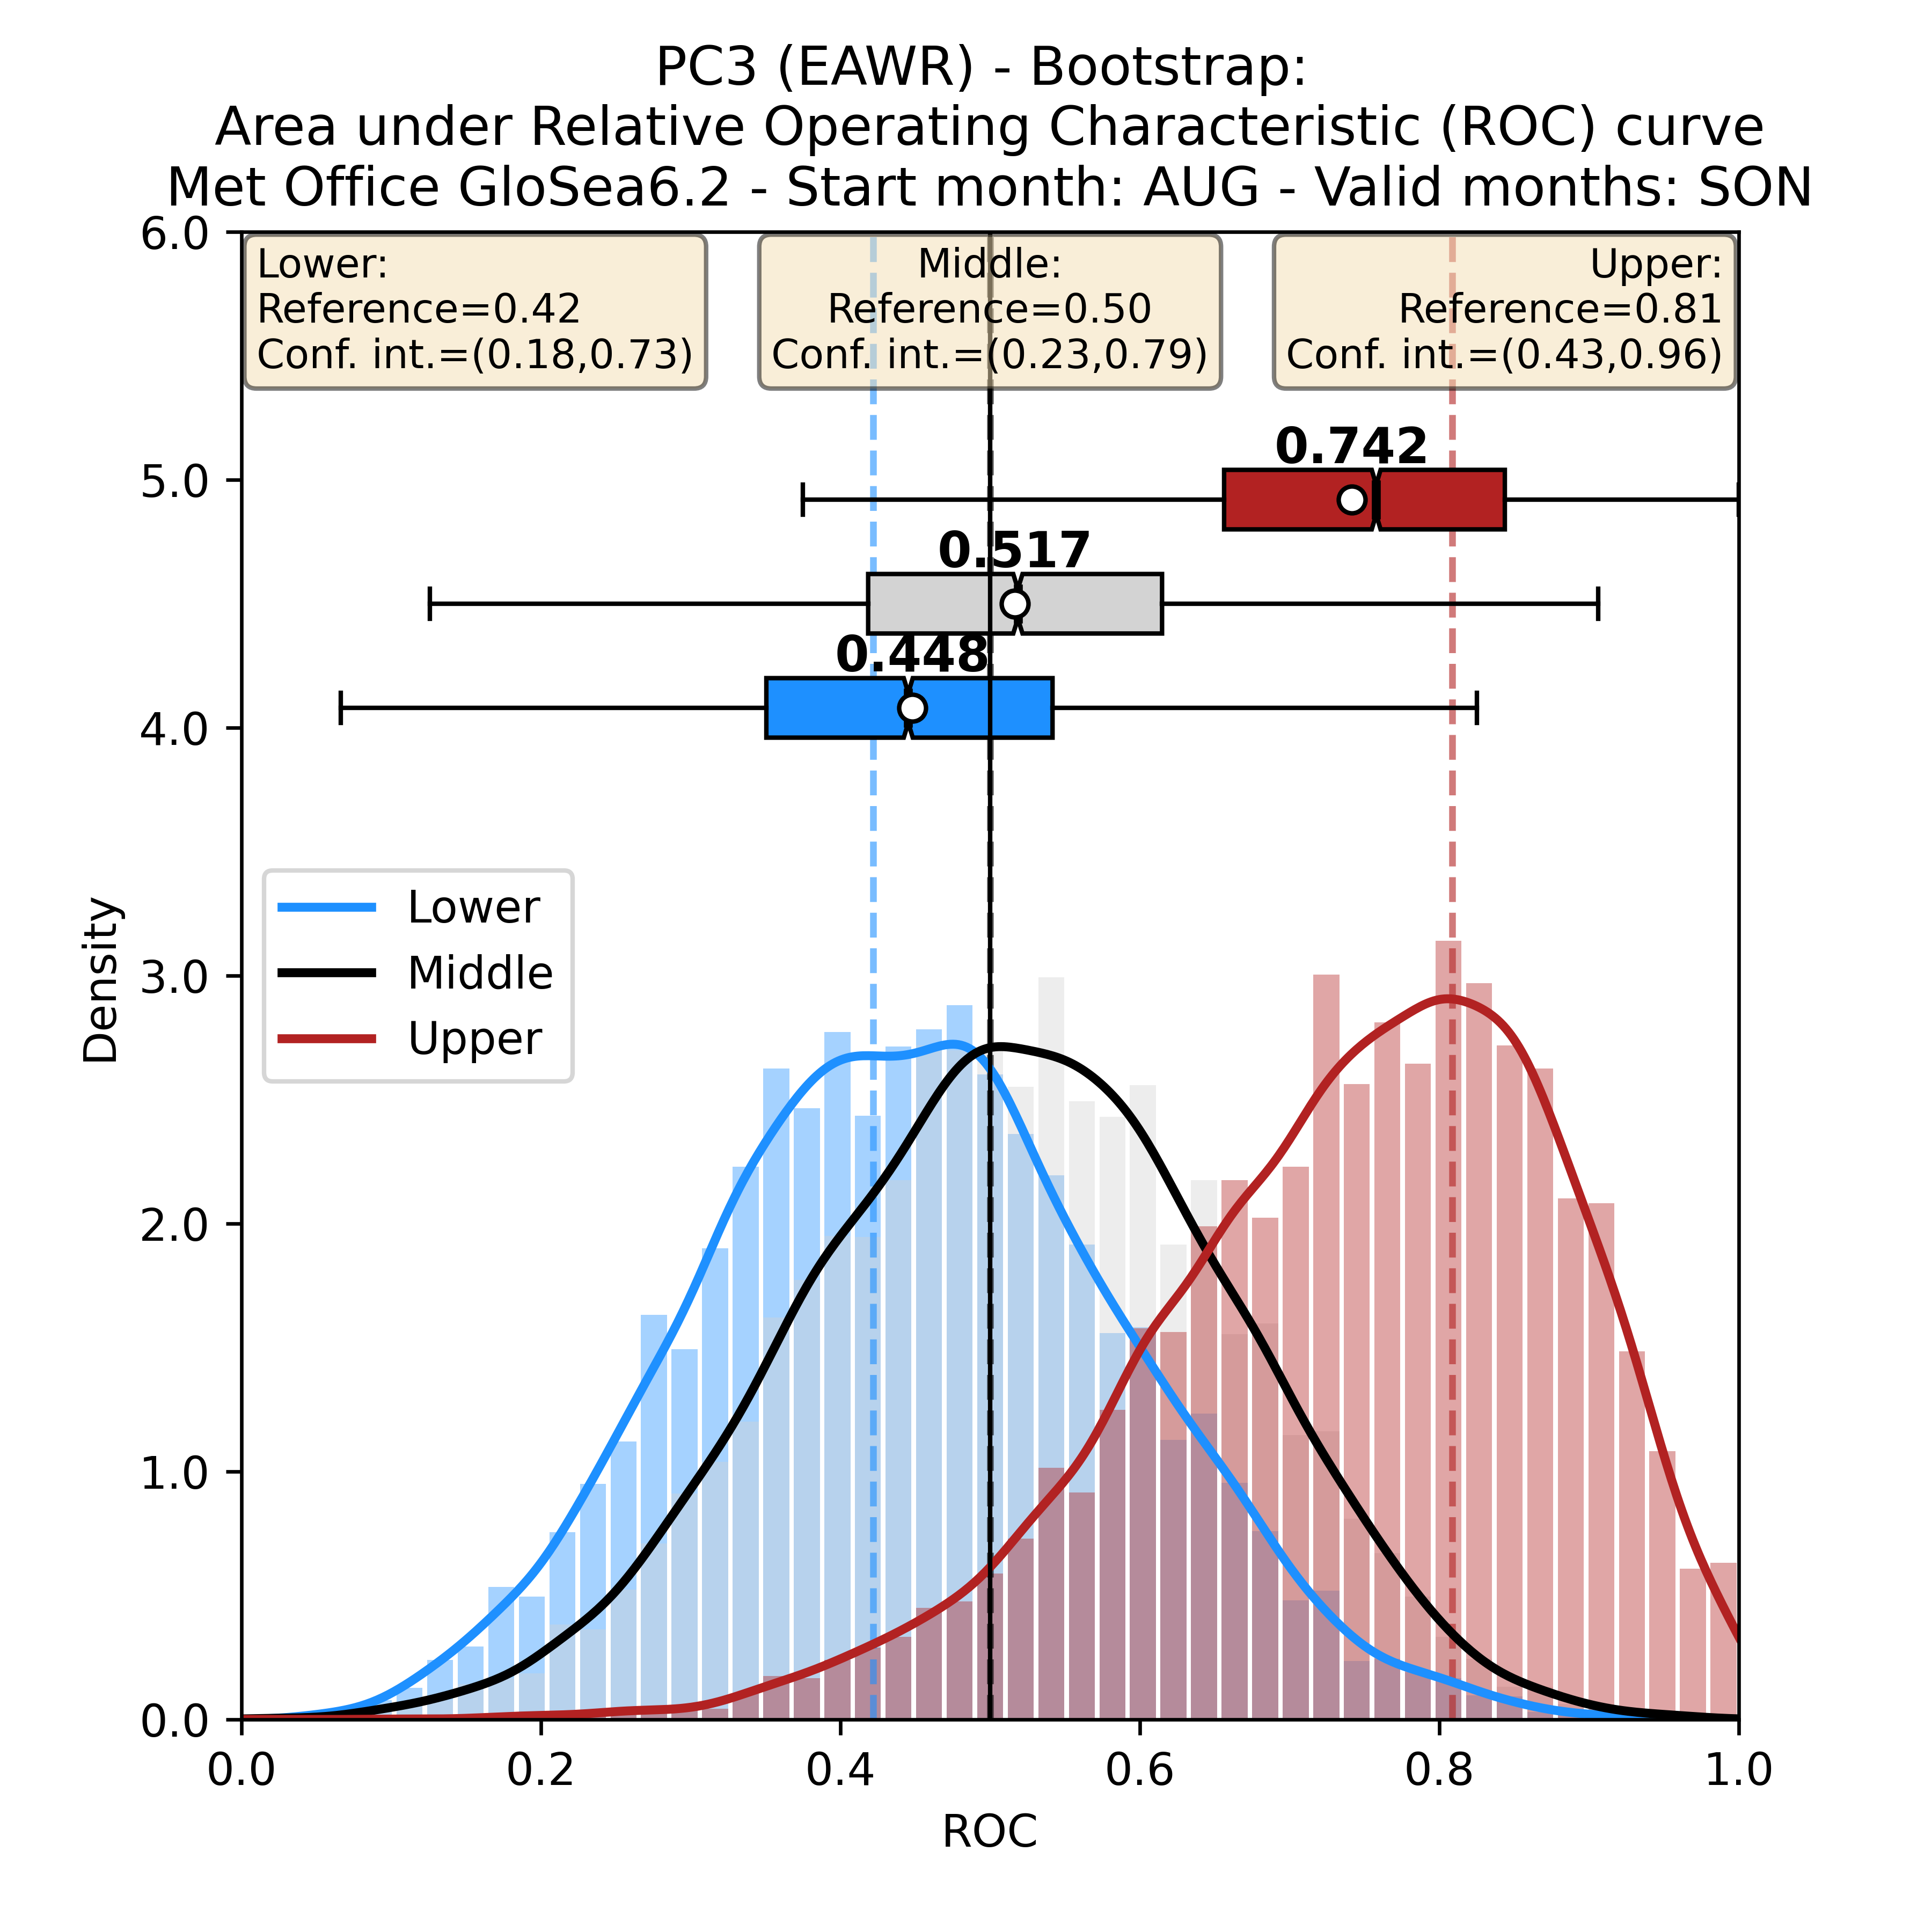 PC3 (EAWR) - Bootstrap:
Area under Relative Operating Characteristic (ROC) curve
Met Office GloSea6.2 - Start month: AUG - Valid months: SON
6.0
Lower:
Reference=0.42
Conf. int.=(0.18,0.73)
Middle:
Reference=0.50
Conf. int.=(0.23,0.79)
Upper:
Reference=0.81
Conf. int.=(0.43,0.96)
0.742
5.0
0.517
0.448
4.0
Lower
Middle
Upper
Density
3.0
2.0
1.0
0.0
0.0 0.2 0.4 0.6 0.8 1.0
ROC